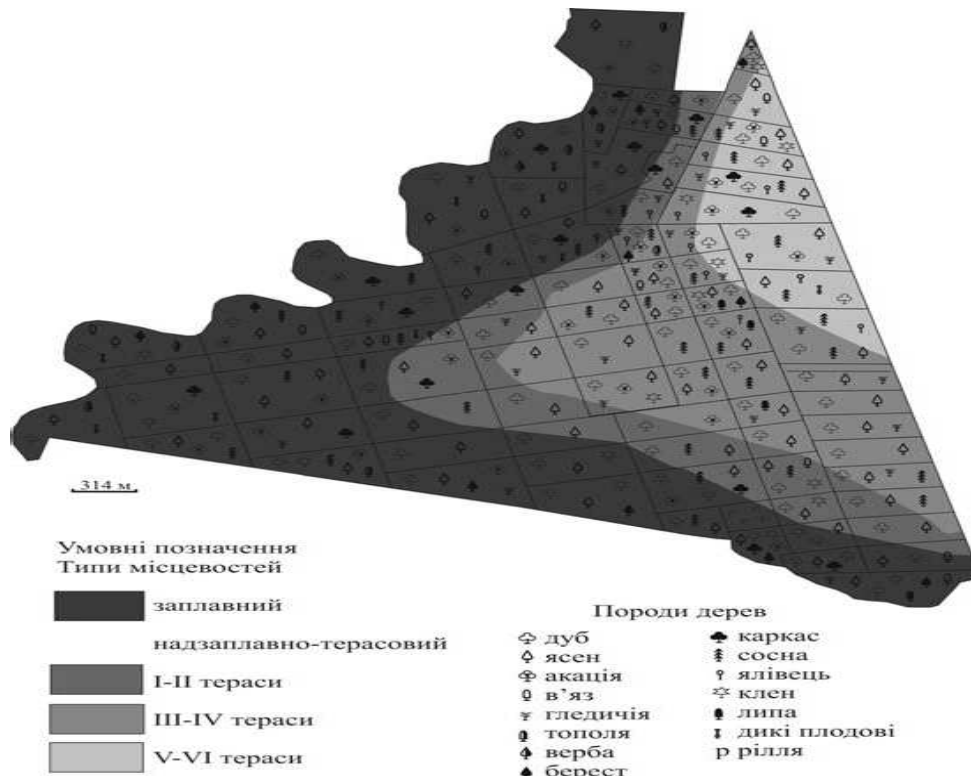 314 м.
Умовні позначення
Типи місцевостей
заплавний
надзаплавно-терасовий
I-II тераси
III-IV тераси
V-VI тераси
Породи дерев
дуб
ясен
акація
в'яз
гледичія
тополя
верба
берест
каркас
сосна
ялівець
клен
липа
дикі плодові
р рілля